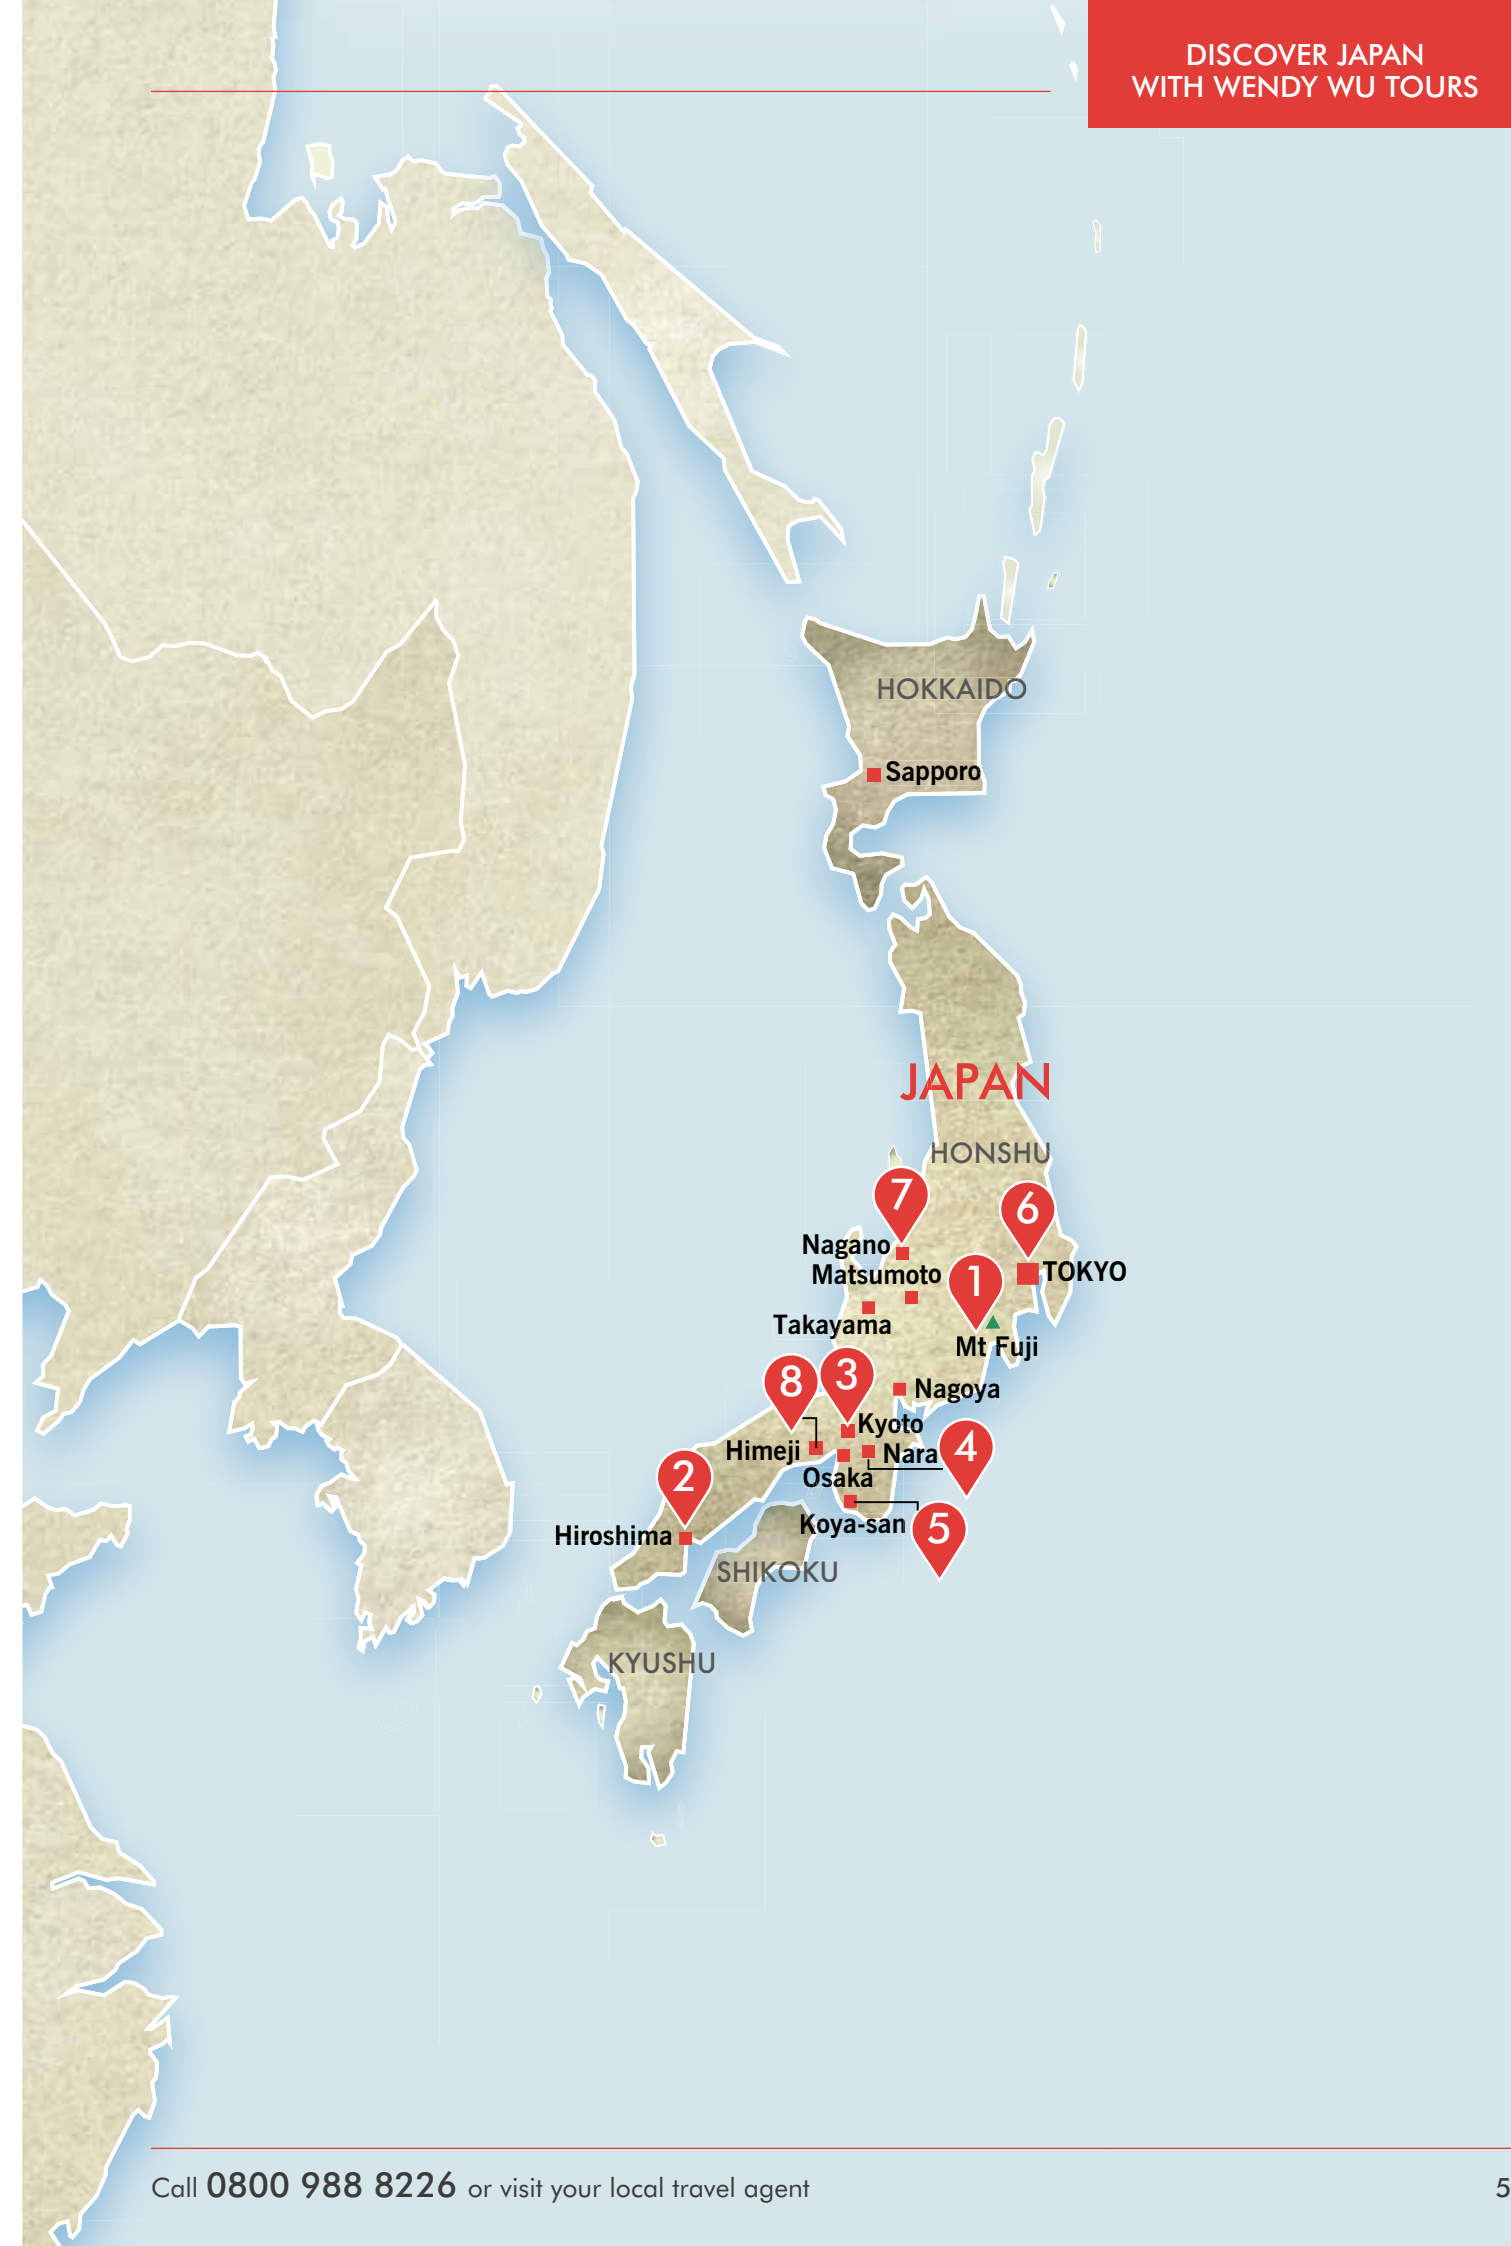 DISCOVER JAPAN
WITH WENDY WU TOURS
HOKKAIDO
Sapporo
JAPAN
HONSHU
7
6
Nagano
Matsumoto
1
TOKYO
Takayama
Mt Fuji
8
3
Nagoya
Kyoto
Himeji
Nara
4
2
Osaka
Koya-san
5
Hiroshima
SHIKOKU
KYUSHU
Call 0800 988 8226 or visit your local travel agent
5